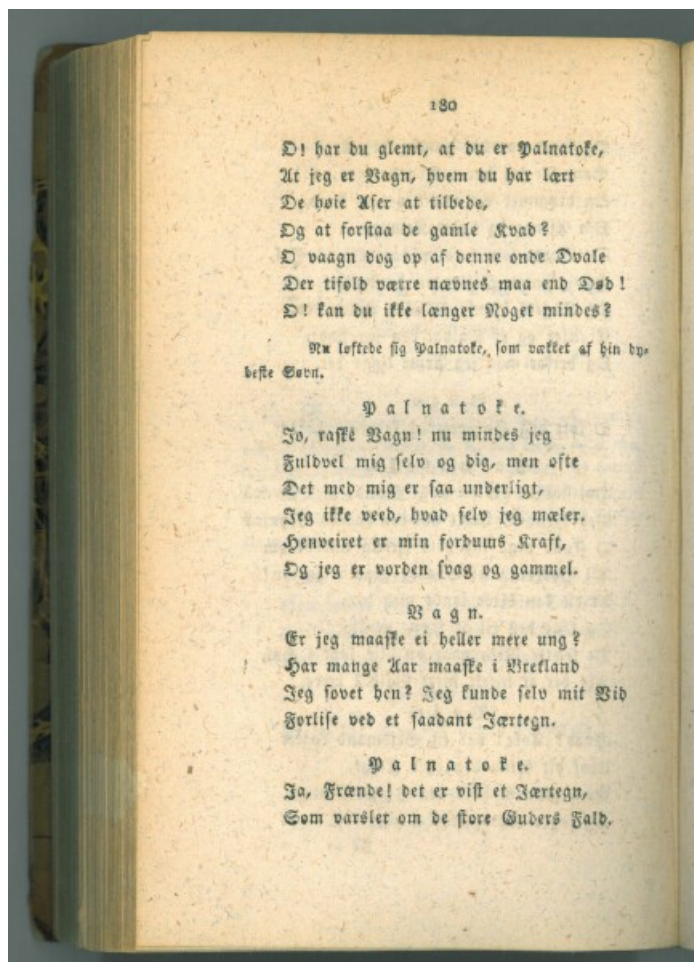 180
O! har du glemt, at du er Palnatoke,
At jeg er Vagn, hvem du har lært
De høie Aser at tilbede,
Og at forstaa de gamle Kvad?
O vaagn dog op af denne onde Dvale
Der tifold værre nævnes maa end Død!
O! kan du ikke længer Noget mindes?
Nu løftede sig Palnatoke, som vækket af hin dy-
beste Søvn.
Palnatoke.
Jo, raske Vagn! nu mindes jeg
Fuldvel mig selv og dig, men ofte
Det med mig er saa underligt,
Jeg ikke veed, hvad selv jeg mæler.
Henveiret er min fordums Kraft,
Og jeg er vorden svag og gammel.
Vagn.
Er jeg maaske ei heller mere ung?
Har mange Aar maaske i Bretland
Jeg sovet hen? Jeg kunde selv mit Vid
Forlise ved et saadant Jærtegn.
Palnatoke.
Ja, Frænde! det er vist et Jærtegn,
Som varsler om de store Guders Fald.